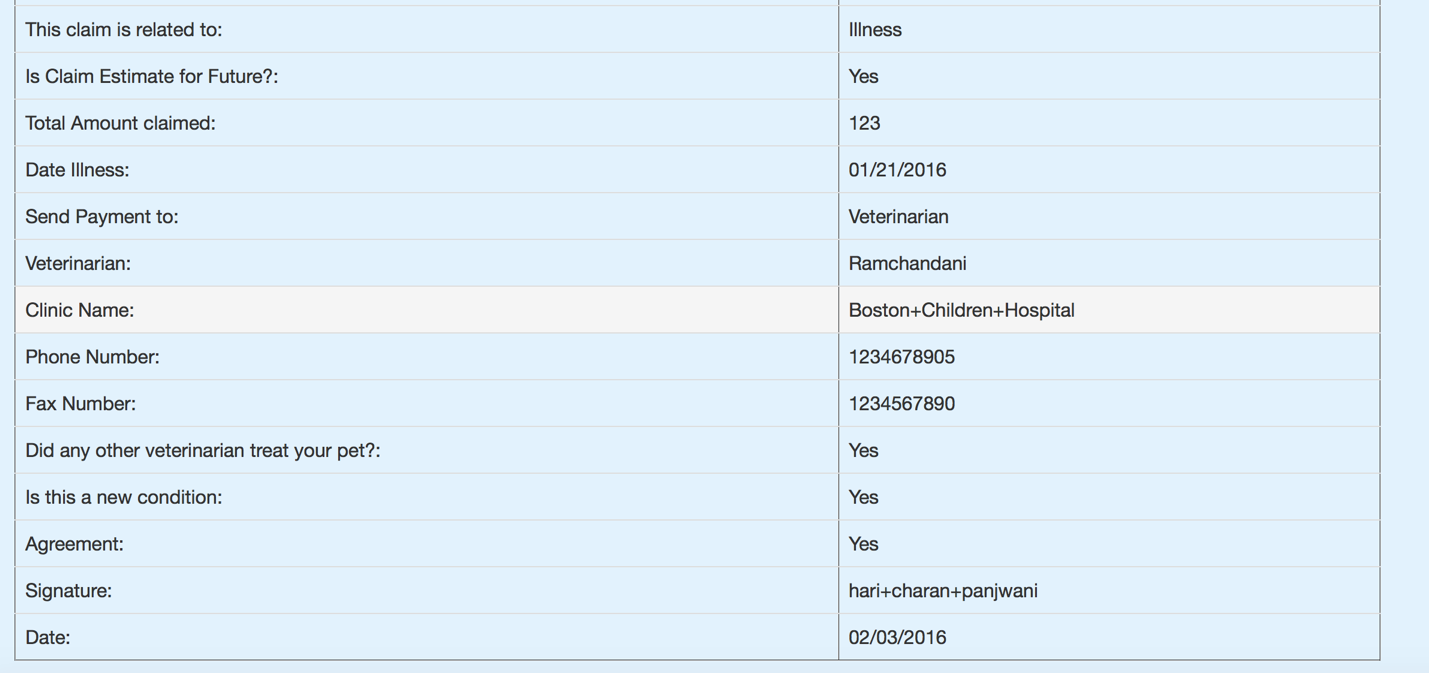 This claim is related to: Illness
Is Claim Estimate for Future?: Yes
Total Amount claimed: 123
Date Illness: 01/21/2016
Send Payment to: Veterinarian
Veterinarian: Ramchandani
Clinic Name: Boston+Children+Hospital
Phone Number: 1234678905
Fax Number: 1234567890
Did any other veterinarian treat your pet?: Yes
Is this a new condition: Yes
Agreement: Yes
Signature: hari+charan+panjwani
Date: 02/03/2016